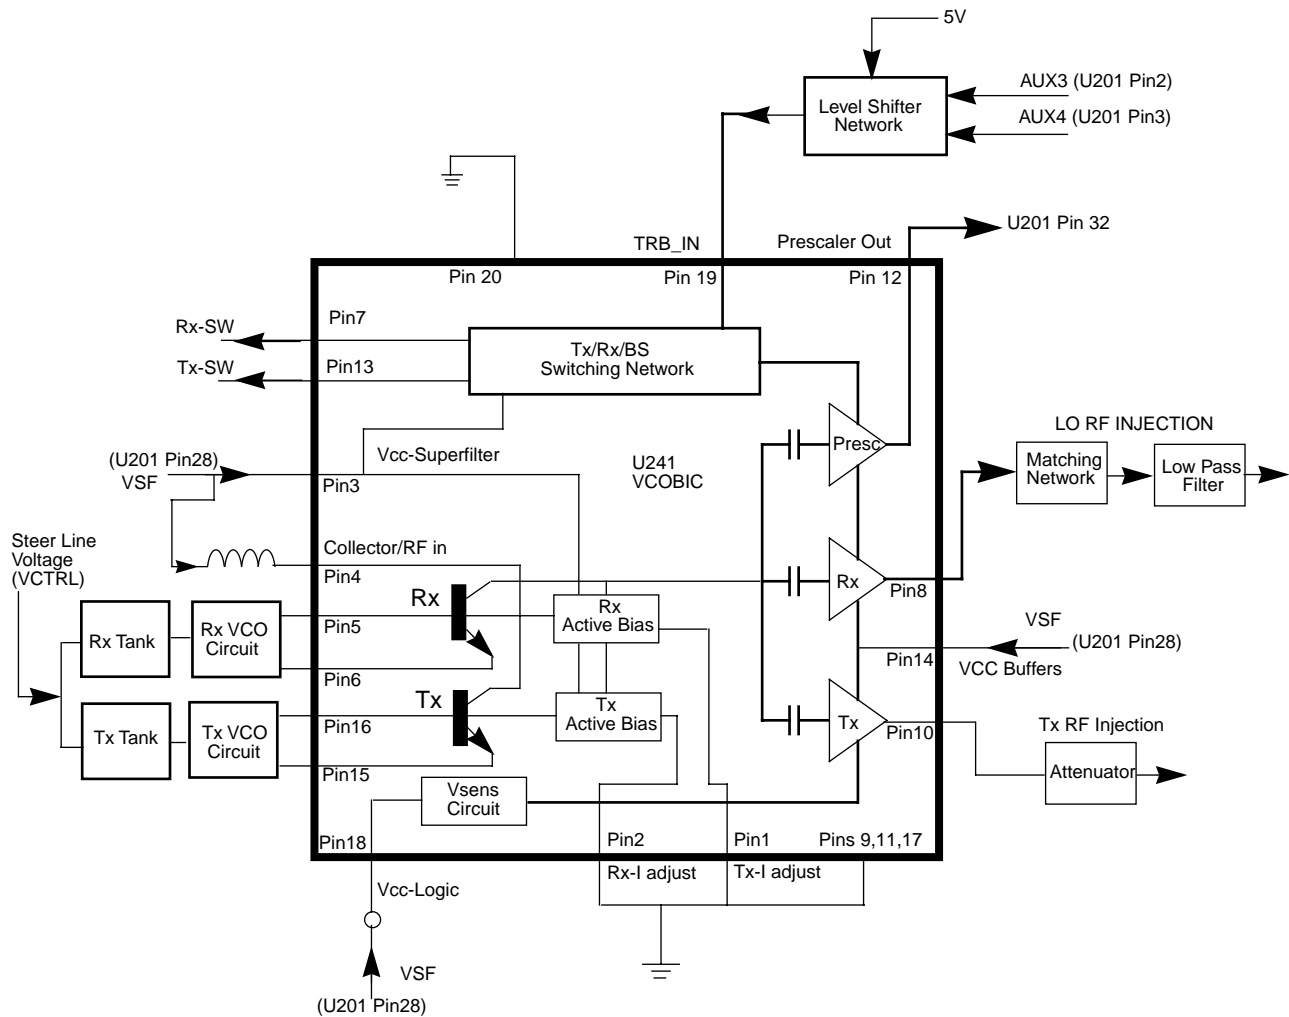 5V
AUX3 (U201 Pin2)
Level Shifter
Network
AUX4 (U201 Pin3)
U201 Pin 32
TRB_IN
Prescaler Out
Pin 20
Pin 19
Pin 12
Pin7
Rx-SW
Tx-SW
Pin13
Tx/Rx/BS
Switching Network
Presc
LO RF INJECTION
(U201 Pin28)
VSF
Vcc-Superfilter
Pin3
U241
VCOBIC
Matching
Network
Low Pass
Filter
Steer Line
Voltage
(VCTRL)
Collector/RF in
Pin4
Rx
Rx
Active Bias
Rx
Pin8
Rx Tank
Rx VCO
Circuit
Pin5
Pin6
VSF
(U201 Pin28)
Pin14
VCC Buffers
Tx
Tx
Active Bias
Tx
Pin10
Tx Tank
Tx VCO
Circuit
Pin16
Pin15
Tx RF Injection
Attenuator
Vsens
Circuit
Pin18
Pin2
Pin1
Pins 9,11,17
Rx-I adjust
Tx-I adjust
Vcc-Logic
VSF
(U201 Pin28)